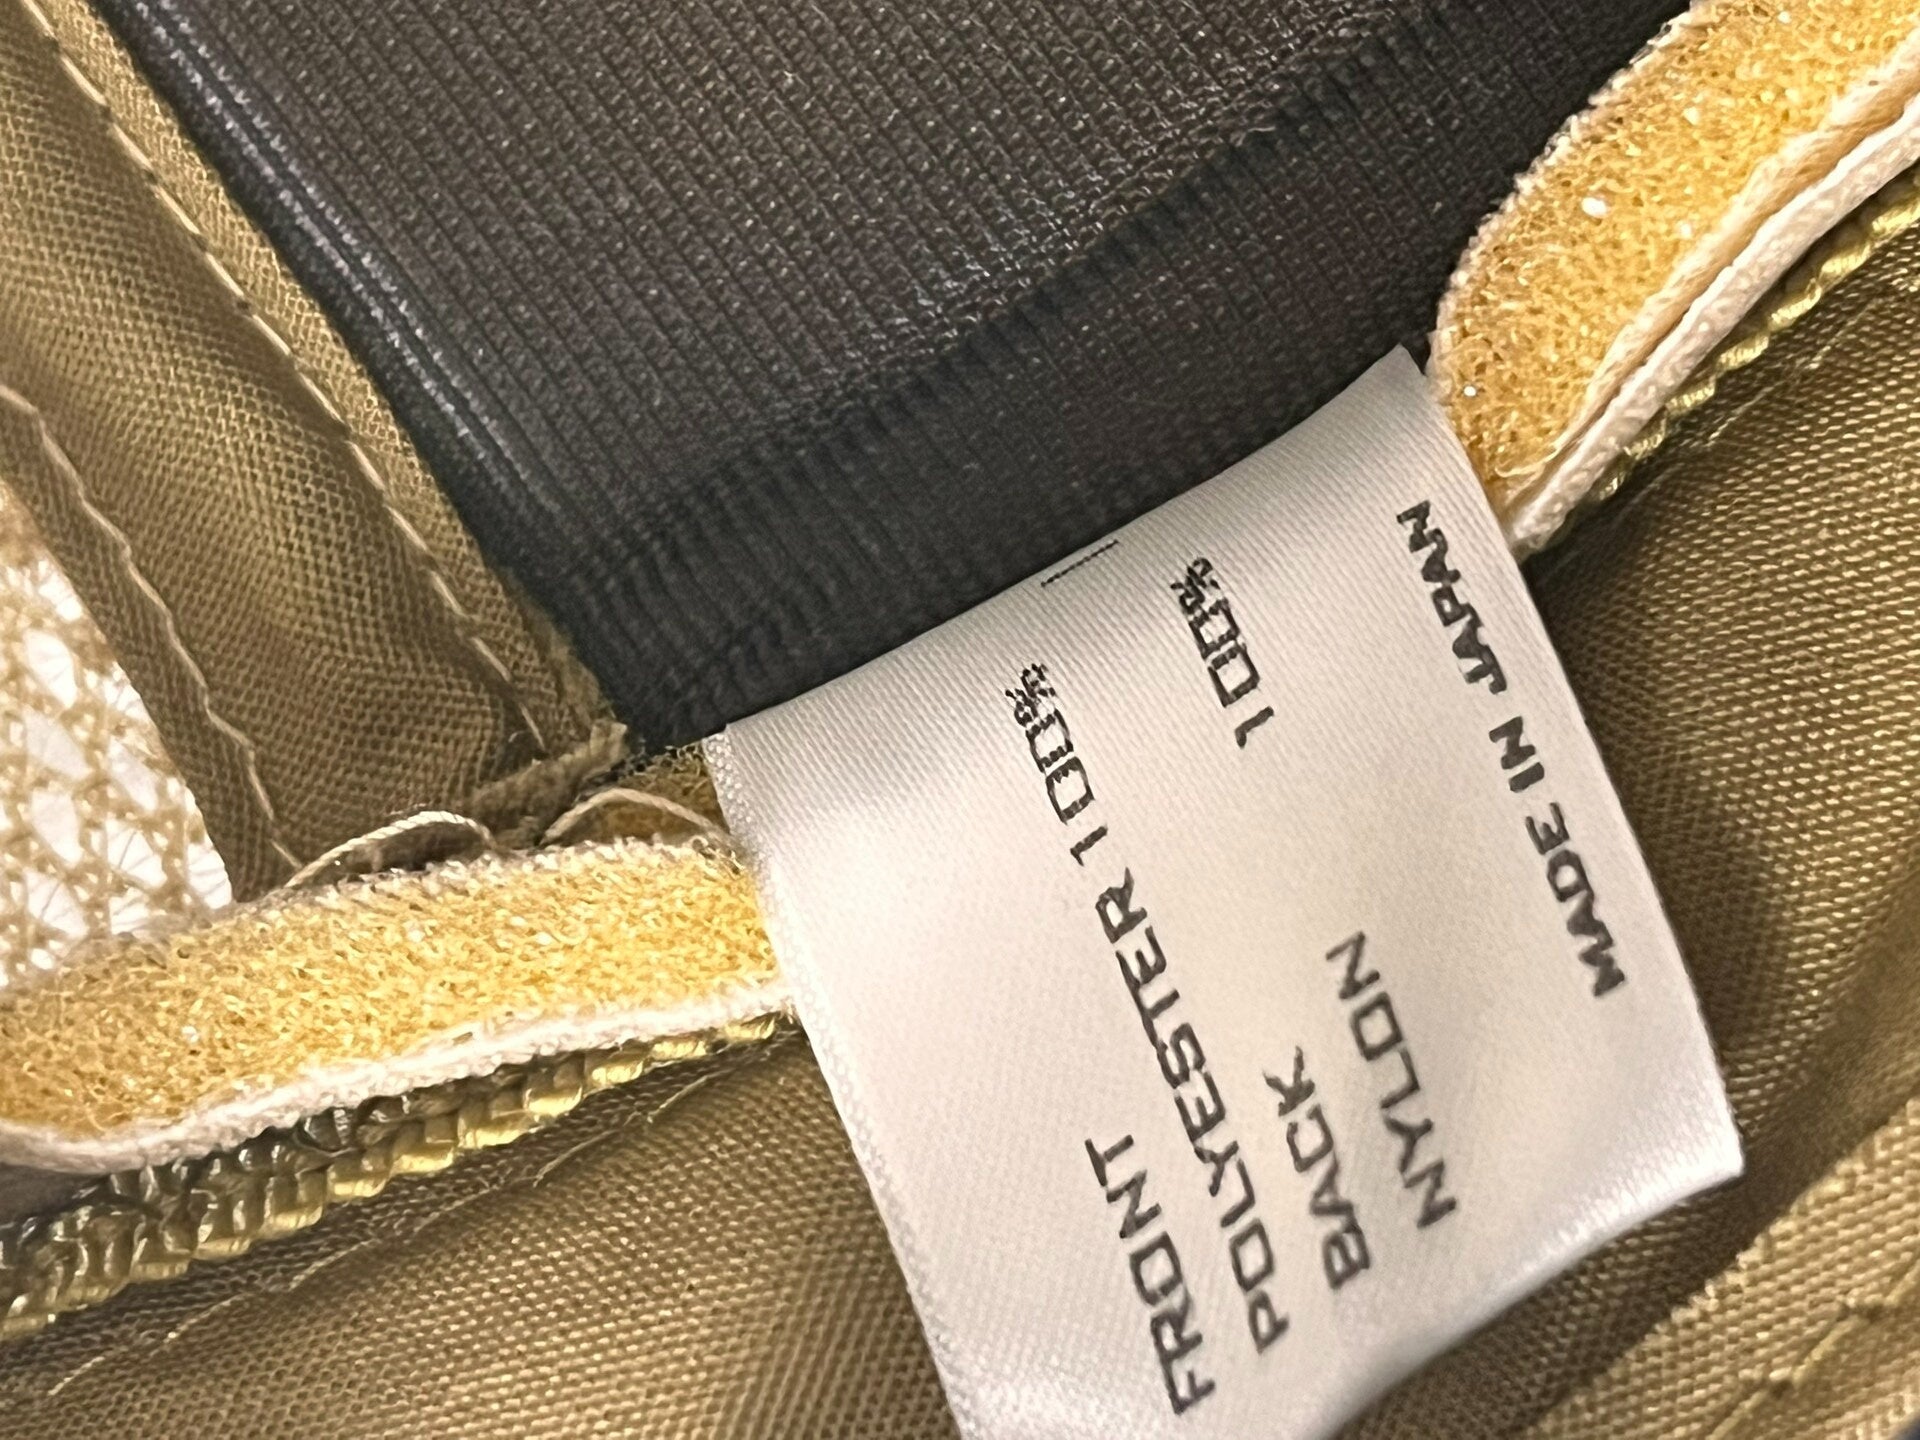 FRONT
POLYESTER 100%
BACK
NYLON 100%
MADE IN JAPAN